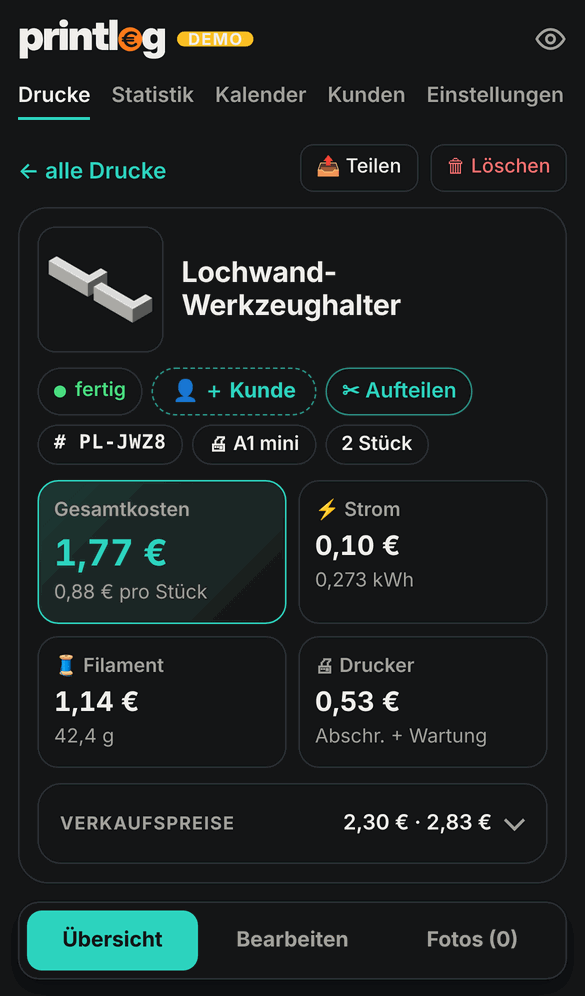 printl€g DEMO
Drucke Statistik Kalender Kunden Einstellungen
← alle Drucke 📤 Teilen 🗑 Löschen
Lochwand-
Werkzeughalter
● fertig 👤 + Kunde ✂ Aufteilen
# PL-JWZ8 🖨 A1 mini 2 Stück
Gesamtkosten
1,77 €
0,88 € pro Stück
⚡ Strom
0,10 €
0,273 kWh
🧵 Filament
1,14 €
42,4 g
🖨 Drucker
0,53 €
Abschr. + Wartung
VERKAUFSPREISE 2,30 € · 2,83 €
Übersicht Bearbeiten Fotos (0)